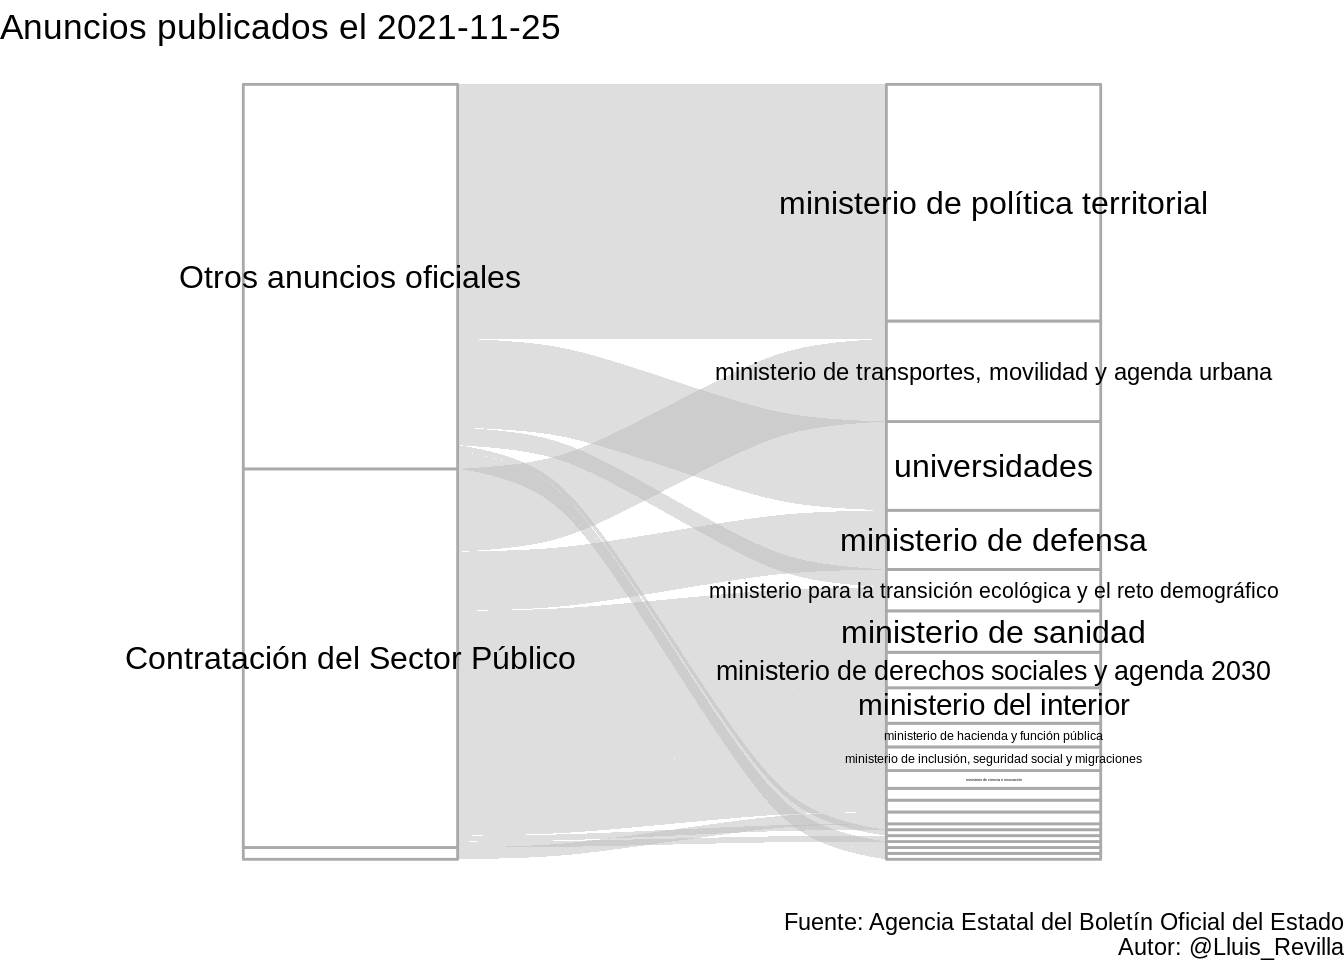 Anuncios publicados el 2021-11-25
ministerio de política territorial
Otros anuncios oficiales
ministerio de transportes, movilidad y agenda urbana
universidades
ministerio de defensa
ministerio para la transición ecológica y el reto demográfico
ministerio de sanidad
Contratación del Sector Público
ministerio de derechos sociales y agenda 2030
ministerio del interior
ministerio de hacienda y función pública
ministerio de inclusión, seguridad social y migraciones
ministerio de ciencia e innovación
Fuente: Agencia Estatal del Boletín Oficial del Estado
Autor: @Lluis_Revilla